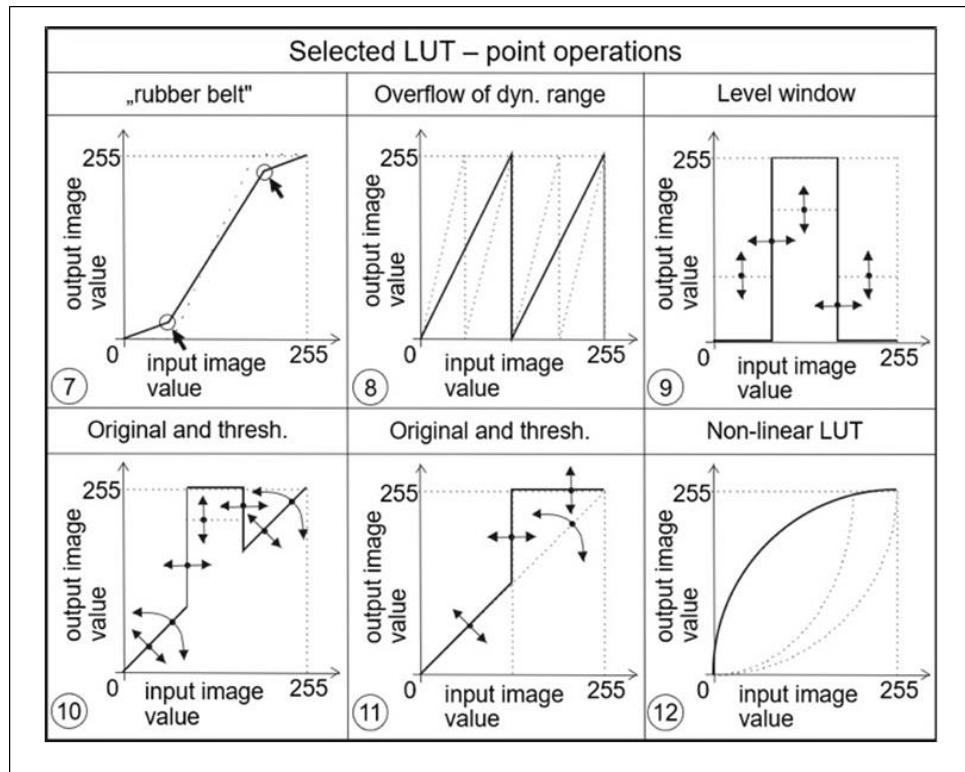 Selected LUT – point operations
„rubber belt"
Overflow of dyn. range
Level window
255
output image
value
0
input image
value
255
7
255
output image
value
0
input image
value
255
8
255
output image
value
0
input image
value
255
9
Original and thresh.
Original and thresh.
Non-linear LUT
255
output image
value
0
input image
value
255
10
255
output image
value
0
input image
value
255
11
255
output image
value
0
input image
value
255
12